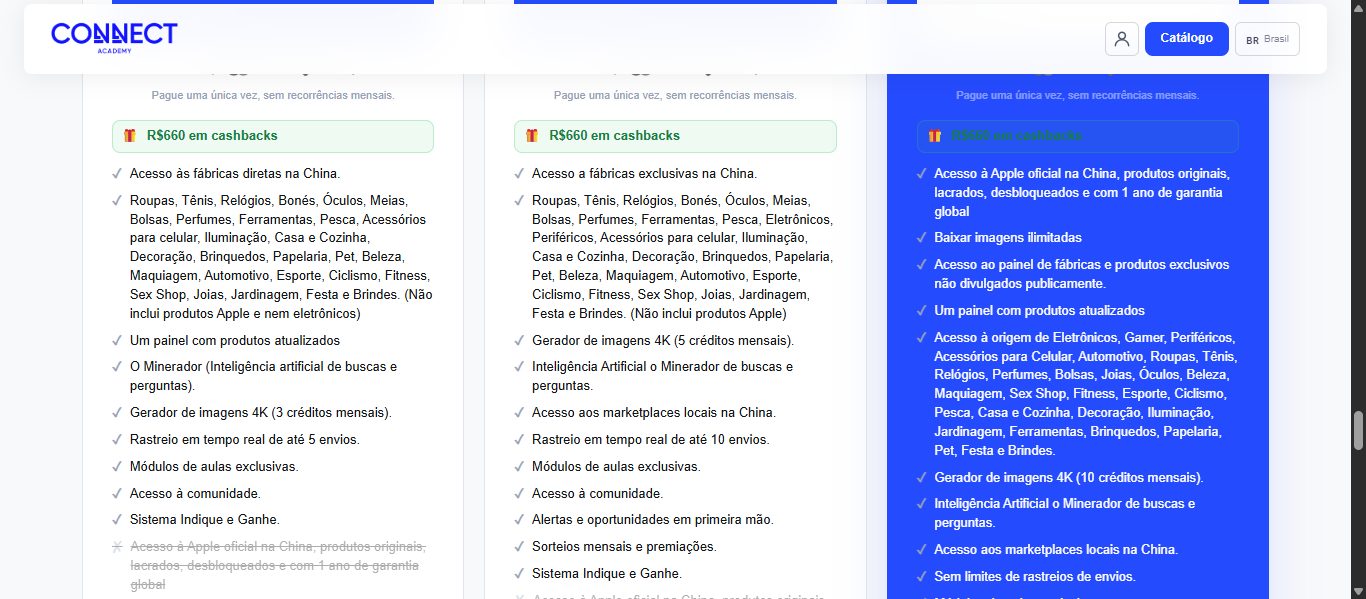 CONNECT
ACADEMY
Catálogo
BR Brasil
Pague uma única vez, sem recorrências mensais.
R$660 em cashbacks
✓ Acesso às fábricas diretas na China.
✓ Roupas, Tênis, Relógios, Bonés, Óculos, Meias,
Bolsas, Perfumes, Ferramentas, Pesca, Acessórios
para celular, Iluminação, Casa e Cozinha,
Decoração, Brinquedos, Papelaria, Pet, Beleza,
Maquiagem, Automotivo, Esporte, Ciclismo, Fitness,
Sex Shop, Joias, Jardinagem, Festa e Brindes. (Não
inclui produtos Apple e nem eletrônicos)
✓ Um painel com produtos atualizados
✓ O Minerador (Inteligência artificial de buscas e
perguntas).
✓ Gerador de imagens 4K (3 créditos mensais).
✓ Rastreio em tempo real de até 5 envios.
✓ Módulos de aulas exclusivas.
✓ Acesso à comunidade.
✓ Sistema Indique e Ganhe.
✗ Acesso à Apple oficial na China, produtos originais,
lacrados, desbloqueados e com 1 ano de garantia
global
Pague uma única vez, sem recorrências mensais.
R$660 em cashbacks
✓ Acesso a fábricas exclusivas na China.
✓ Roupas, Tênis, Relógios, Bonés, Óculos, Meias,
Bolsas, Perfumes, Ferramentas, Pesca, Eletrônicos,
Periféricos, Acessórios para celular, Iluminação,
Casa e Cozinha, Decoração, Brinquedos, Papelaria,
Pet, Beleza, Maquiagem, Automotivo, Esporte,
Ciclismo, Fitness, Sex Shop, Joias, Jardinagem,
Festa e Brindes. (Não inclui produtos Apple)
✓ Gerador de imagens 4K (5 créditos mensais).
✓ Inteligência Artificial o Minerador de buscas e
perguntas.
✓ Acesso aos marketplaces locais na China.
✓ Rastreio em tempo real de até 10 envios.
✓ Módulos de aulas exclusivas.
✓ Acesso à comunidade.
✓ Alertas e oportunidades em primeira mão.
✓ Sorteios mensais e premiações.
✓ Sistema Indique e Ganhe.
Pague uma única vez, sem recorrências mensais.
em cashbacks
✓ Acesso à Apple oficial na China, produtos originais,
lacrados, desbloqueados e com 1 ano de garantia
global
✓ Baixar imagens ilimitadas
✓ Acesso ao painel de fábricas e produtos exclusivos
não divulgados publicamente.
✓ Um painel com produtos atualizados
✓ Acesso à origem de Eletrônicos, Gamer, Periféricos,
Acessórios para Celular, Automotivo, Roupas, Tênis,
Relógios, Perfumes, Bolsas, Joias, Óculos, Beleza,
Maquiagem, Sex Shop, Fitness, Esporte, Ciclismo,
Pesca, Casa e Cozinha, Decoração, Iluminação,
Jardinagem, Ferramentas, Brinquedos, Papelaria,
Pet, Festa e Brindes.
✓ Gerador de imagens 4K (10 créditos mensais).
✓ Inteligência Artificial o Minerador de buscas e
perguntas.
✓ Acesso aos marketplaces locais na China.
✓ Sem limites de rastreios de envios.